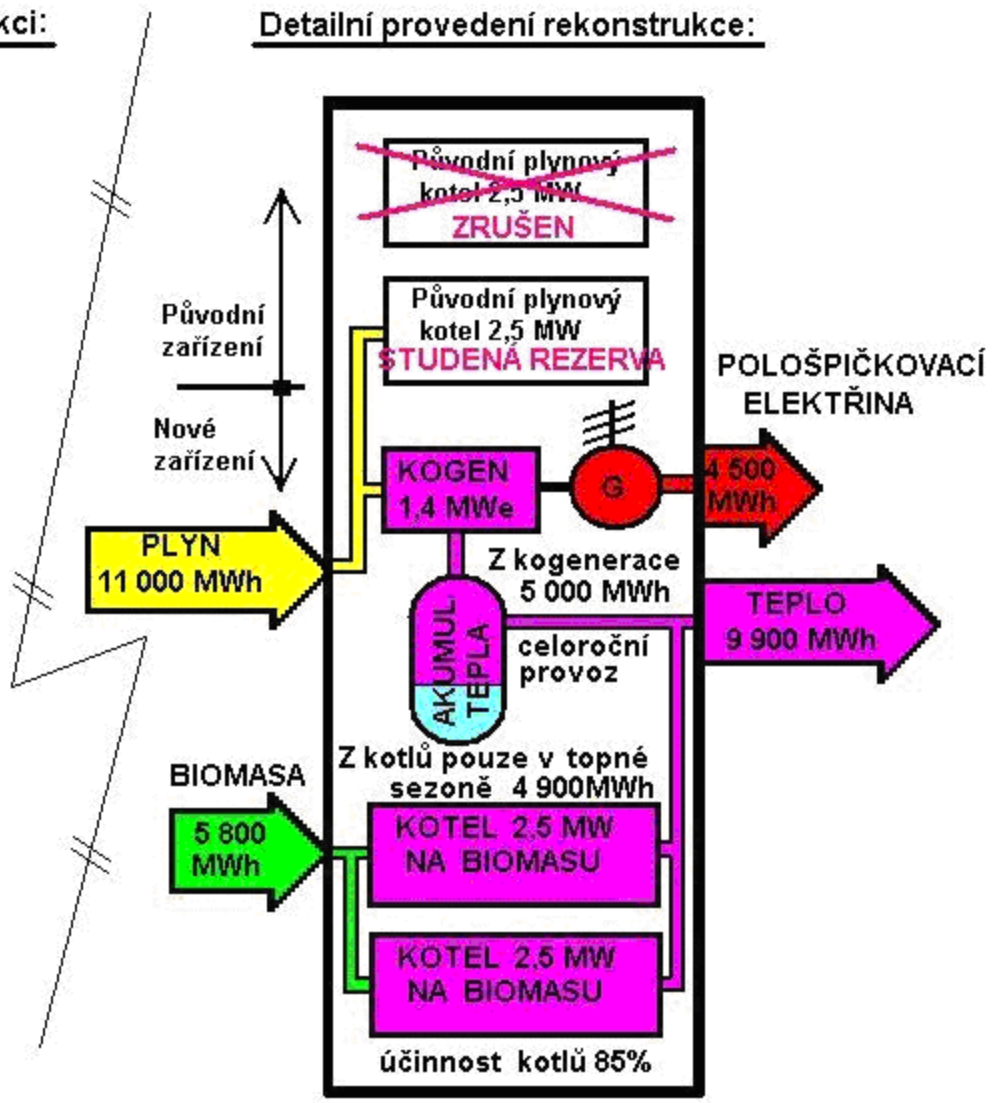 kci:
Detailní provedení rekonstrukce:
Původní plynový
kotel 2,5 MW
ZRUŠEN
Původní plynový
kotel 2,5 MW
STUDENÁ REZERVA
Původní
zařízení
Nové
zařízení
POLOŠPIČKOVACÍ
ELEKTŘINA
KOGEN
1,4 MWe
G
4 500
MWh
PLYN
11 000 MWh
Z kogenerace
5 000 MWh
TEPLO
9 900 MWh
AKUMUL
TEPLA
celoroční
provoz
Z kotlů pouze v topné
sezoně 4 900MWh
BIOMASA
5 800
MWh
KOTEL 2,5 MW
NA BIOMASU
KOTEL 2,5 MW
NA BIOMASU
účinnost kotlů 85%